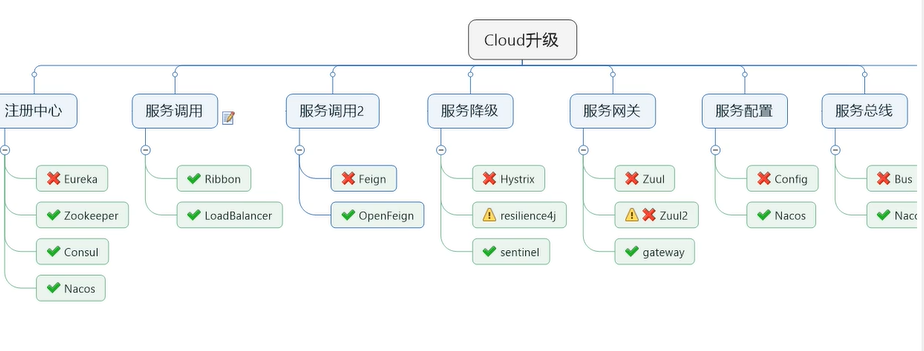 Cloud升级
注册中心
服务调用
服务调用2
服务降级
服务网关
服务配置
服务总线
Eureka
Zookeeper
Consul
Nacos
Ribbon
LoadBalancer
Feign
OpenFeign
Hystrix
resilience4j
sentinel
Zuul
Zuul2
gateway
Config
Nacos
Bus